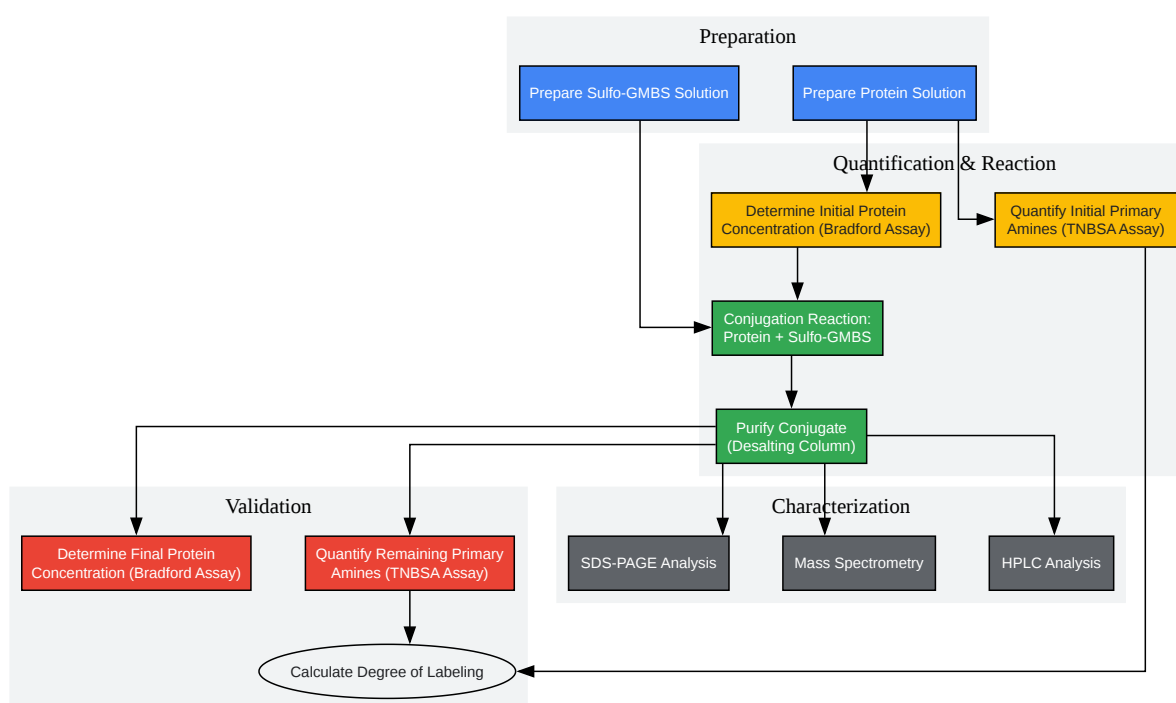 Preparation
Prepare Sulfo-GMBS Solution
Prepare Protein Solution
Quantification & Reaction
Determine Initial Protein
Concentration (Bradford Assay)
Quantify Initial Primary
Amines (TNBSA Assay)
Conjugation Reaction:
Protein + Sulfo-GMBS
Purify Conjugate
(Desalting Column)
Validation
Determine Final Protein
Concentration (Bradford Assay)
Quantify Remaining Primary
Amines (TNBSA Assay)
Calculate Degree of Labeling
Characterization
SDS-PAGE Analysis
Mass Spectrometry
HPLC Analysis